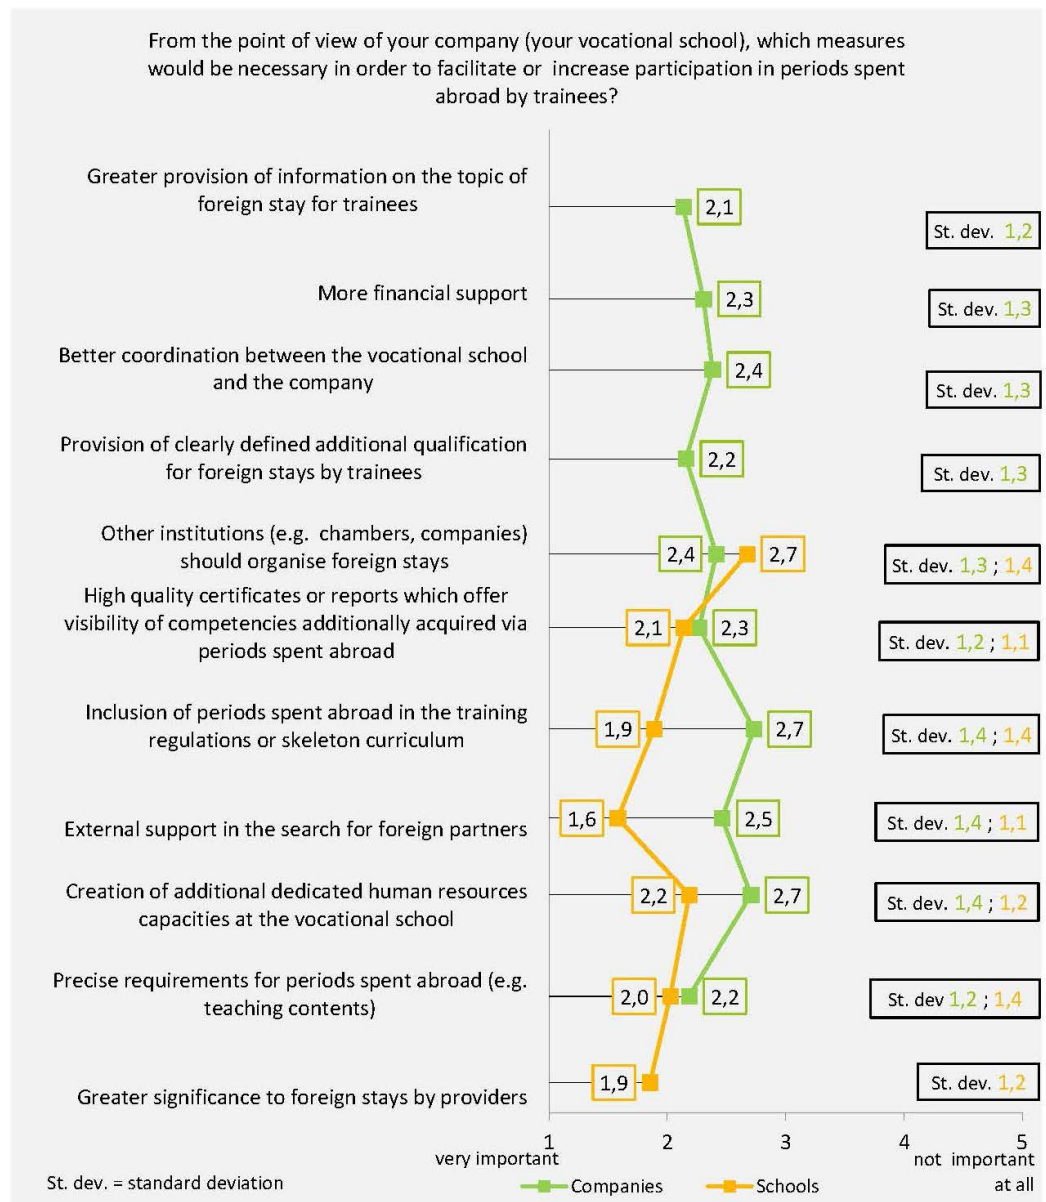 From the point of view of your company (your vocational school), which measures
would be necessary in order to facilitate or increase participation in periods spent
abroad by trainees?
Greater provision of information on the topic of
foreign stay for trainees
2,1
St. dev. 1,2
More financial support
2,3
St. dev. 1,3
Better coordination between the vocational school
and the company
2,4
St. dev. 1,3
Provision of clearly defined additional qualification
for foreign stays by trainees
2,2
St. dev. 1,3
Other institutions (e.g. chambers, companies)
should organise foreign stays
2,4
2,7
St. dev. 1,3 ; 1,4
High quality certificates or reports which offer
visibility of competencies additionally acquired via
periods spent abroad
2,1
2,3
St. dev. 1,2 ; 1,1
Inclusion of periods spent abroad in the training
regulations or skeleton curriculum
1,9
2,7
St. dev. 1,4 ; 1,4
External support in the search for foreign partners
1,6
2,5
St. dev. 1,4 ; 1,1
Creation of additional dedicated human resources
capacities at the vocational school
2,2
2,7
St. dev. 1,4 ; 1,2
Precise requirements for periods spent abroad (e.g.
teaching contents)
2,0
2,2
St. dev 1,2 ; 1,4
Greater significance to foreign stays by providers
1,9
St. dev. 1,2
1 2 3 4 5
very important
not important
at all
St. dev. = standard deviation
Companies
Schools